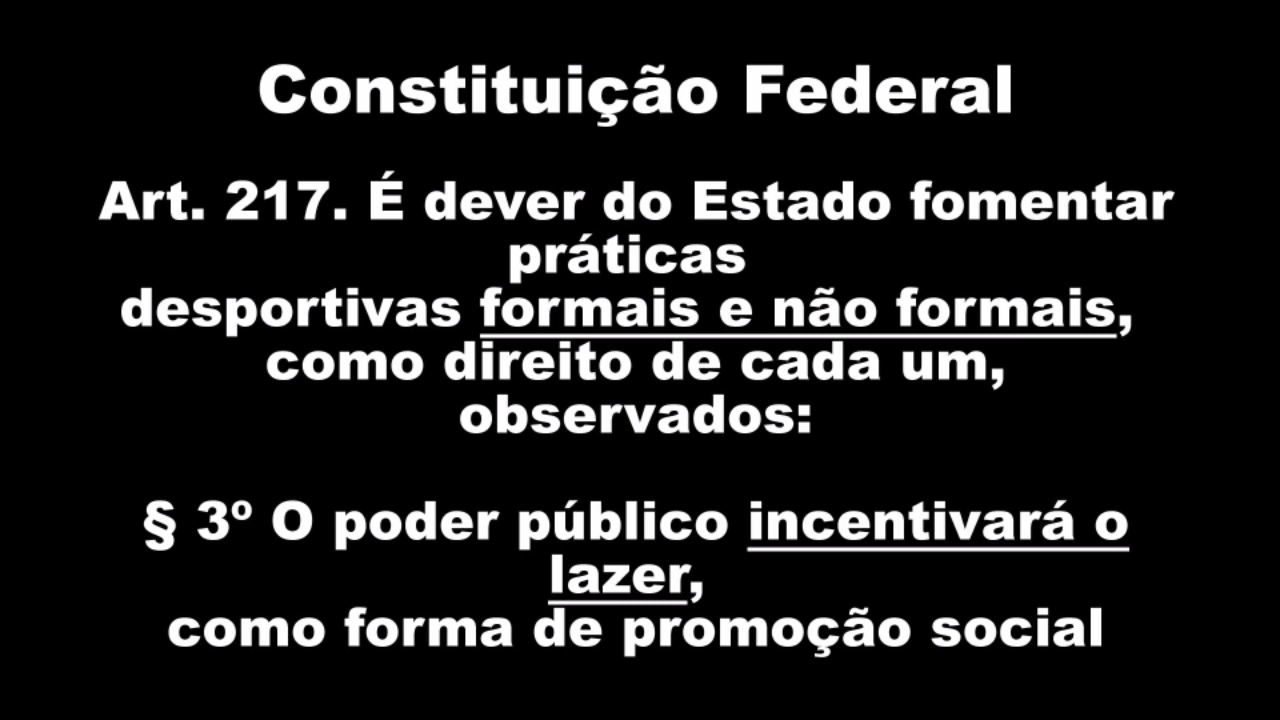 Constituição Federal
Art. 217. É dever do Estado fomentar
práticas
desportivas formais e não formais,
como direito de cada um,
observados:
§ 3º O poder público incentivará o
lazer,
como forma de promoção social